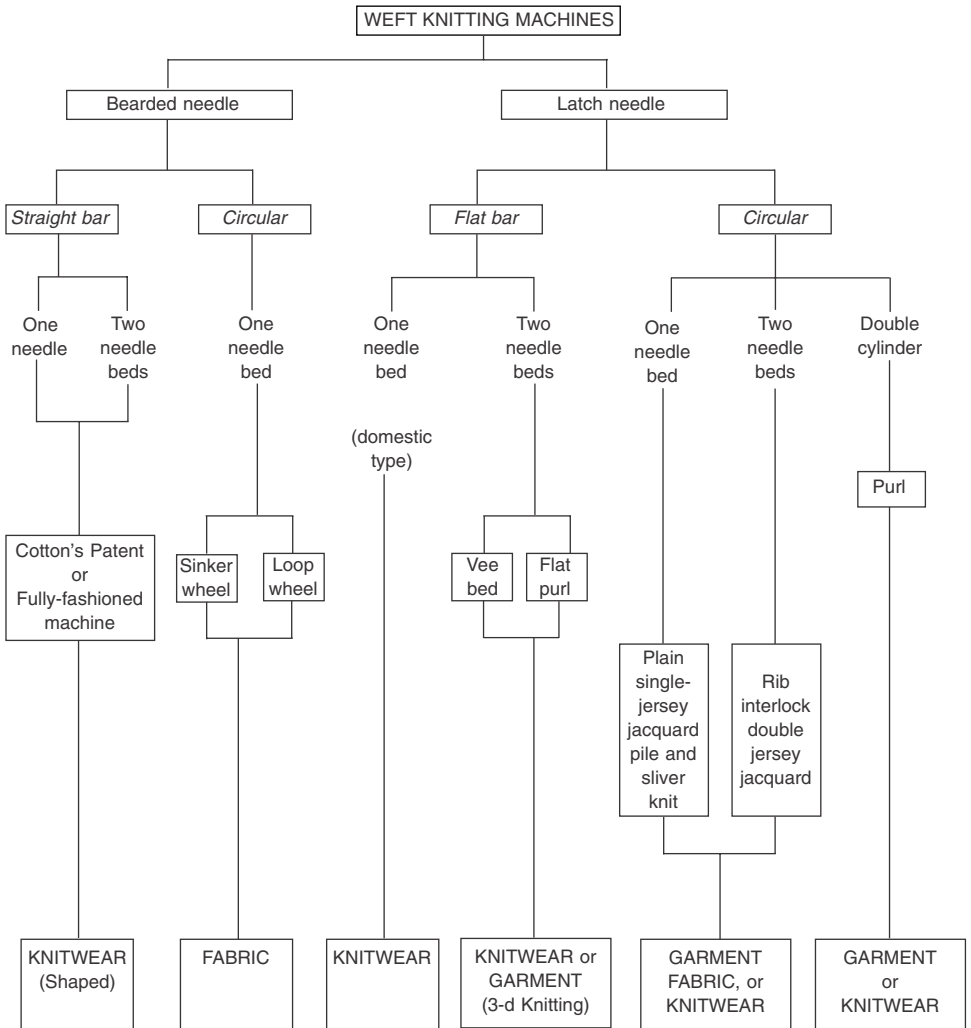 WEFT KNITTING MACHINES
Bearded needle
Latch needle
Straight bar
Circular
Flat bar
Circular
One
needle
Two
needle
beds
One
needle
bed
One
needle
bed
Two
needle
beds
One
needle
bed
Two
needle
beds
Double
cylinder
(domestic
type)
Purl
Cotton's Patent
or
Fully-fashioned
machine
Sinker
wheel
Loop
wheel
Vee
bed
Flat
purl
Plain
single-
jersey
jacquard
pile and
sliver
knit
Rib
interlock
double
jersey
jacquard
KNITWEAR
(Shaped)
FABRIC
KNITWEAR
KNITWEAR or
GARMENT
(3-d Knitting)
GARMENT
FABRIC, or
KNITWEAR
GARMENT
or
KNITWEAR